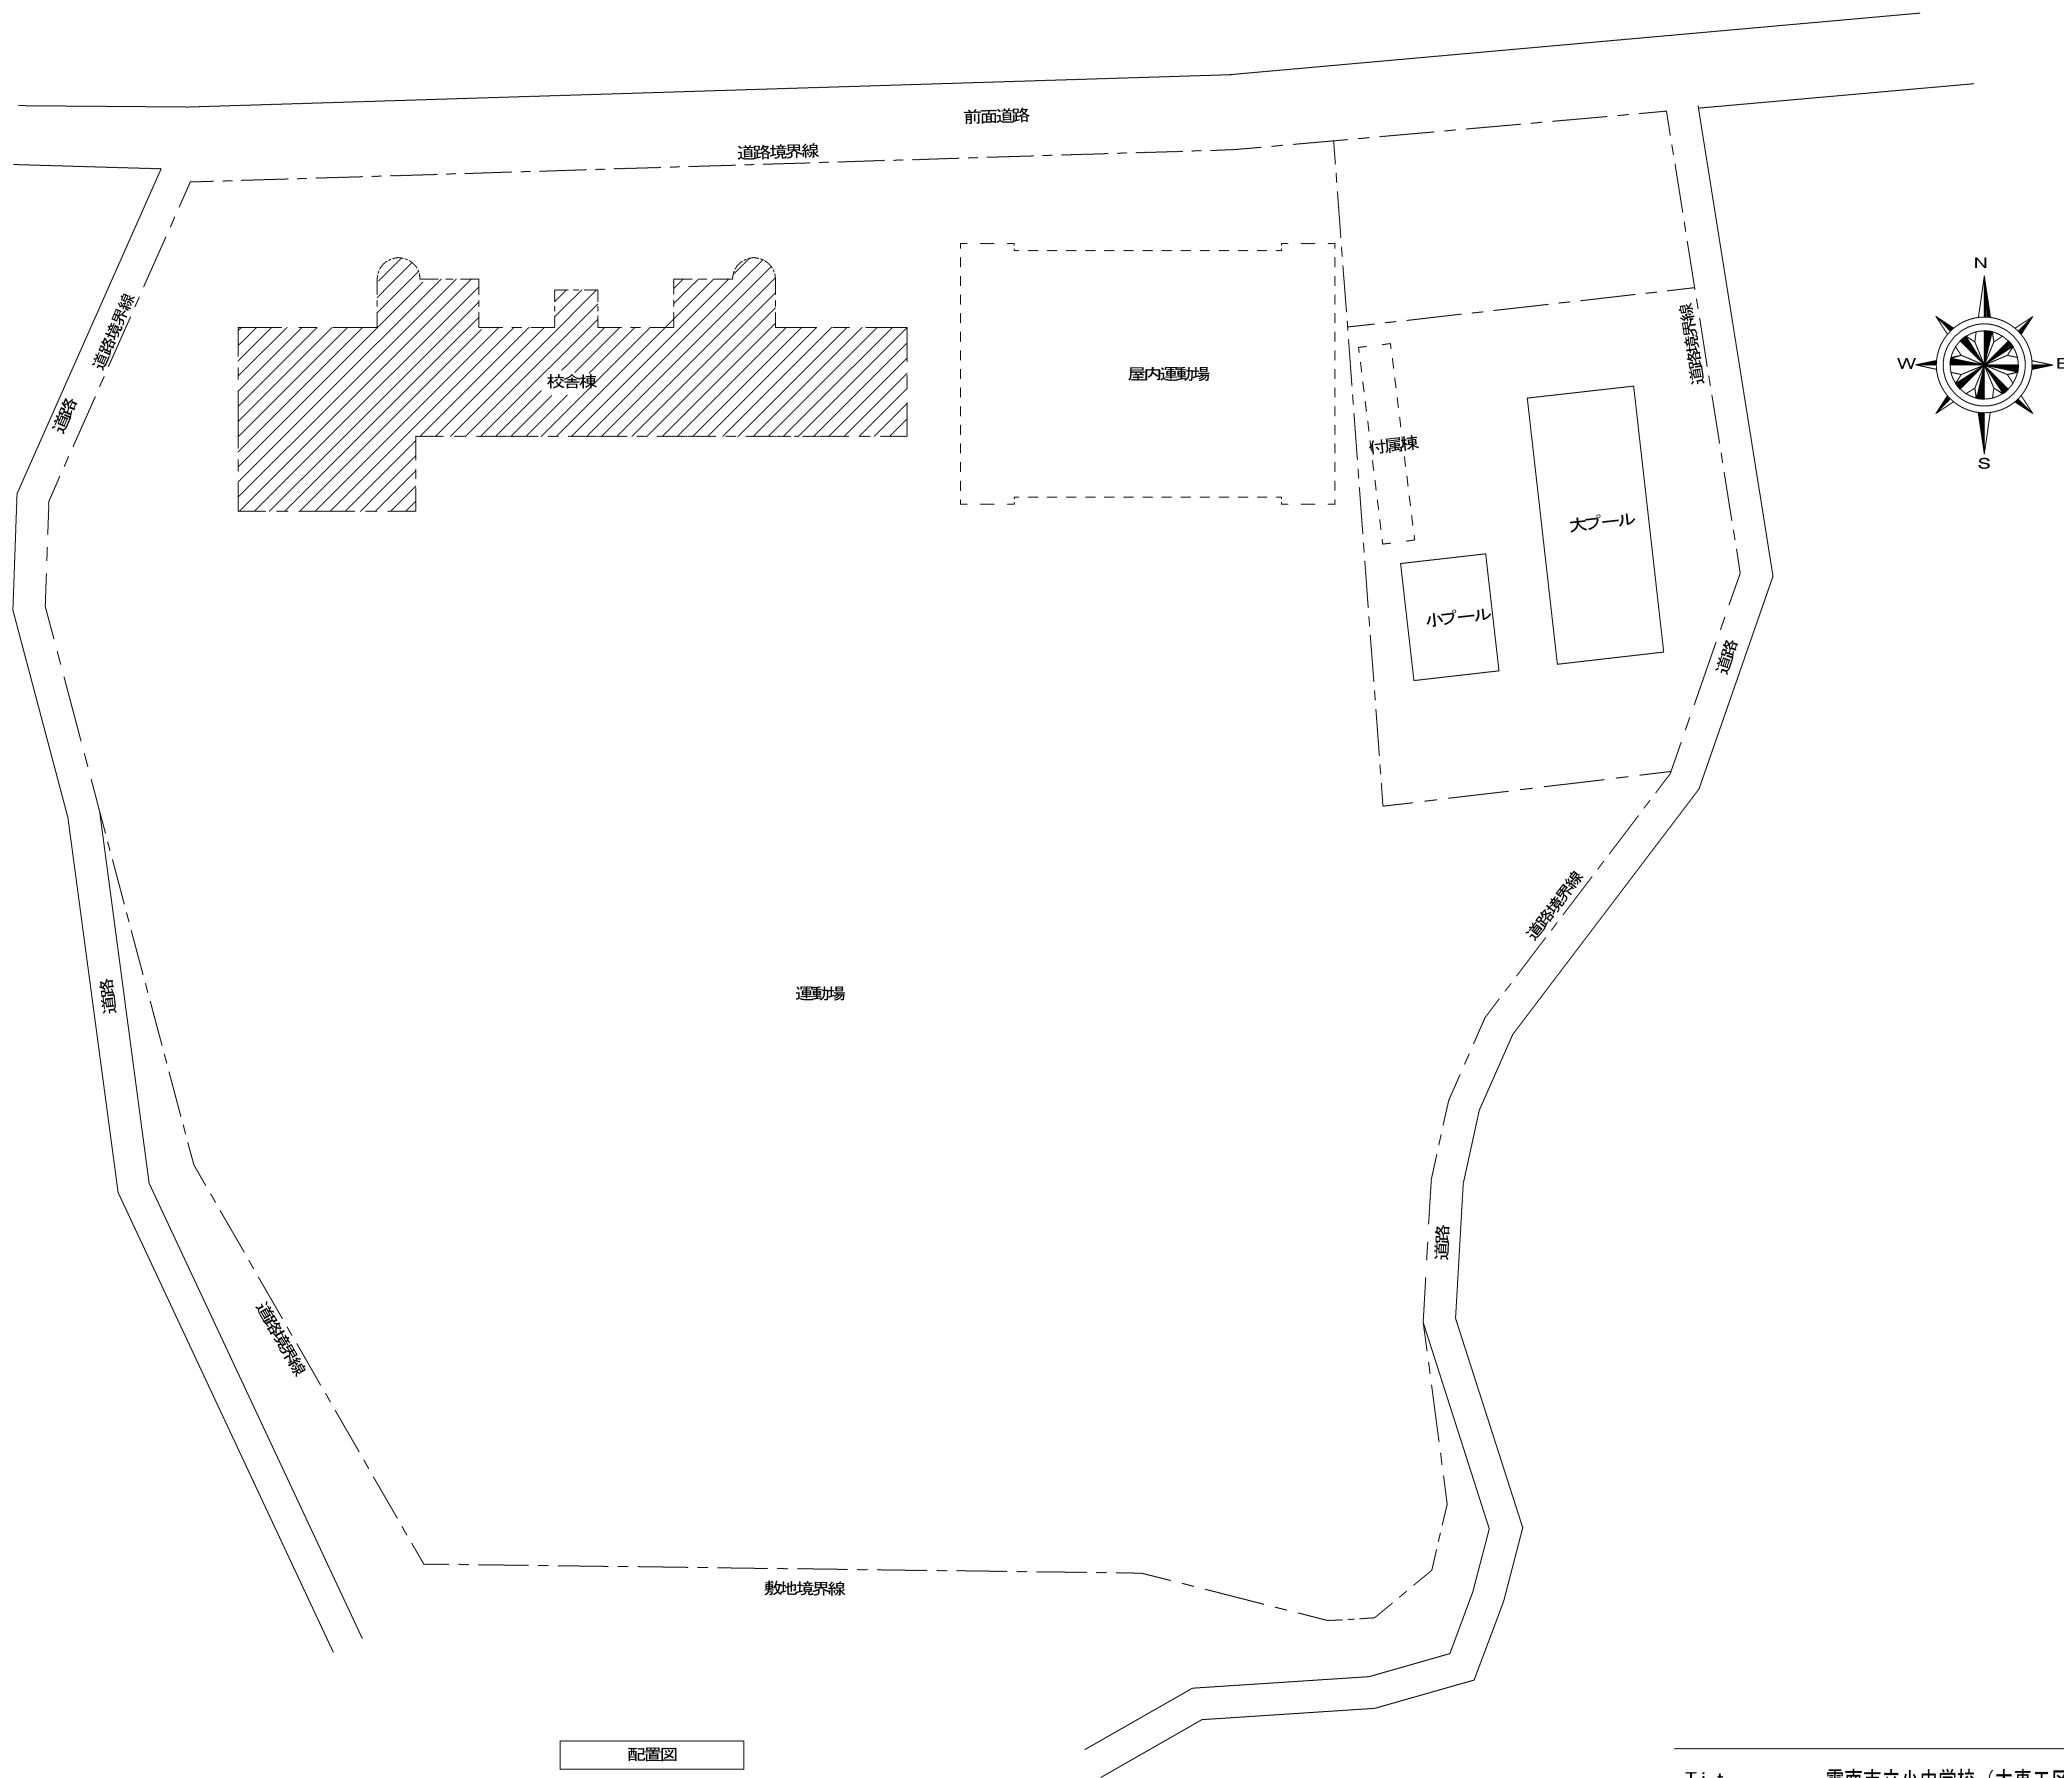 前面道路
道路境界線
N
道路境界線
道路境界線
W
E
屋内運動場
校舎棟
道路
付属棟
S
大プール
小プール
道路
道路境界線
運動場
道路
道路
道路境界線
敷地境界線
配置図